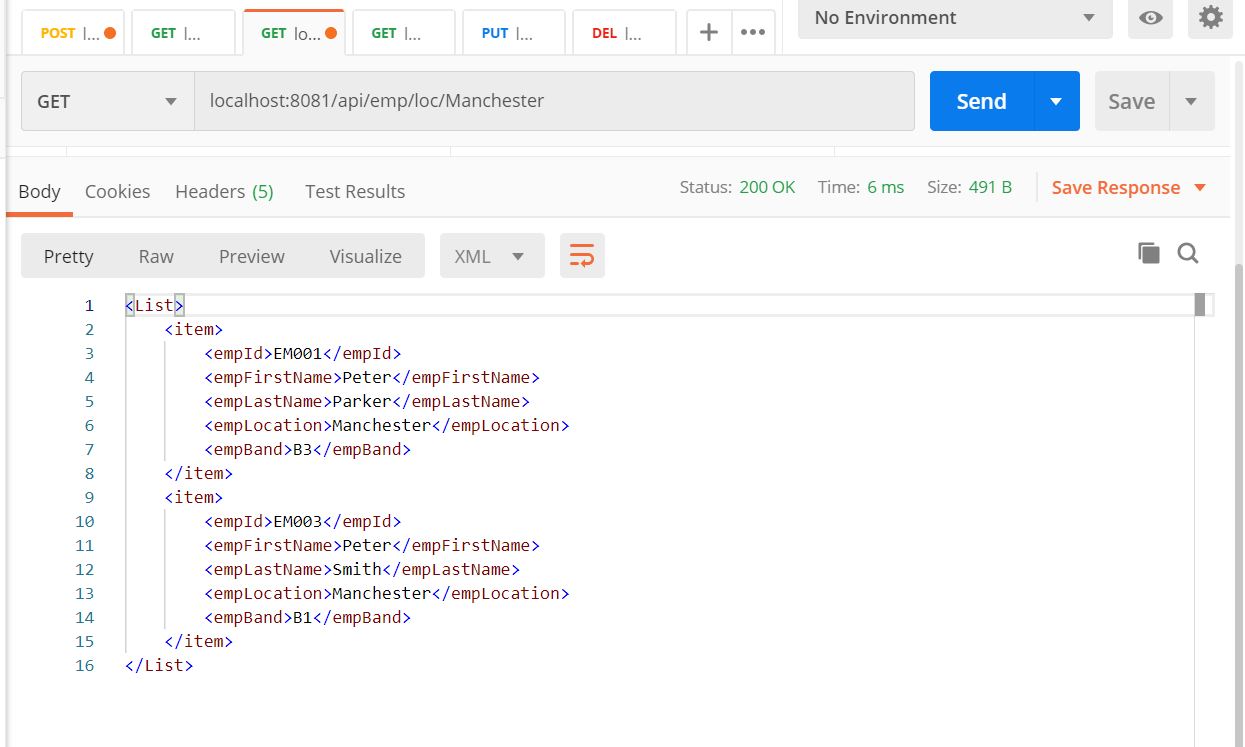 POST l... GET l... GET lo... GET l... PUT l... DEL l... + ••• No Environment
GET localhost:8081/api/emp/loc/Manchester Send Save
Body Cookies Headers (5) Test Results Status: 200 OK Time: 6 ms Size: 491 B Save Response
Pretty Raw Preview Visualize XML
1 <List>
2 <item>
3 <empId>EM001</empId>
4 <empFirstName>Peter</empFirstName>
5 <empLastName>Parker</empLastName>
6 <empLocation>Manchester</empLocation>
7 <empBand>B3</empBand>
8 </item>
9 <item>
10 <empId>EM003</empId>
11 <empFirstName>Peter</empFirstName>
12 <empLastName>Smith</empLastName>
13 <empLocation>Manchester</empLocation>
14 <empBand>B1</empBand>
15 </item>
16 </List>